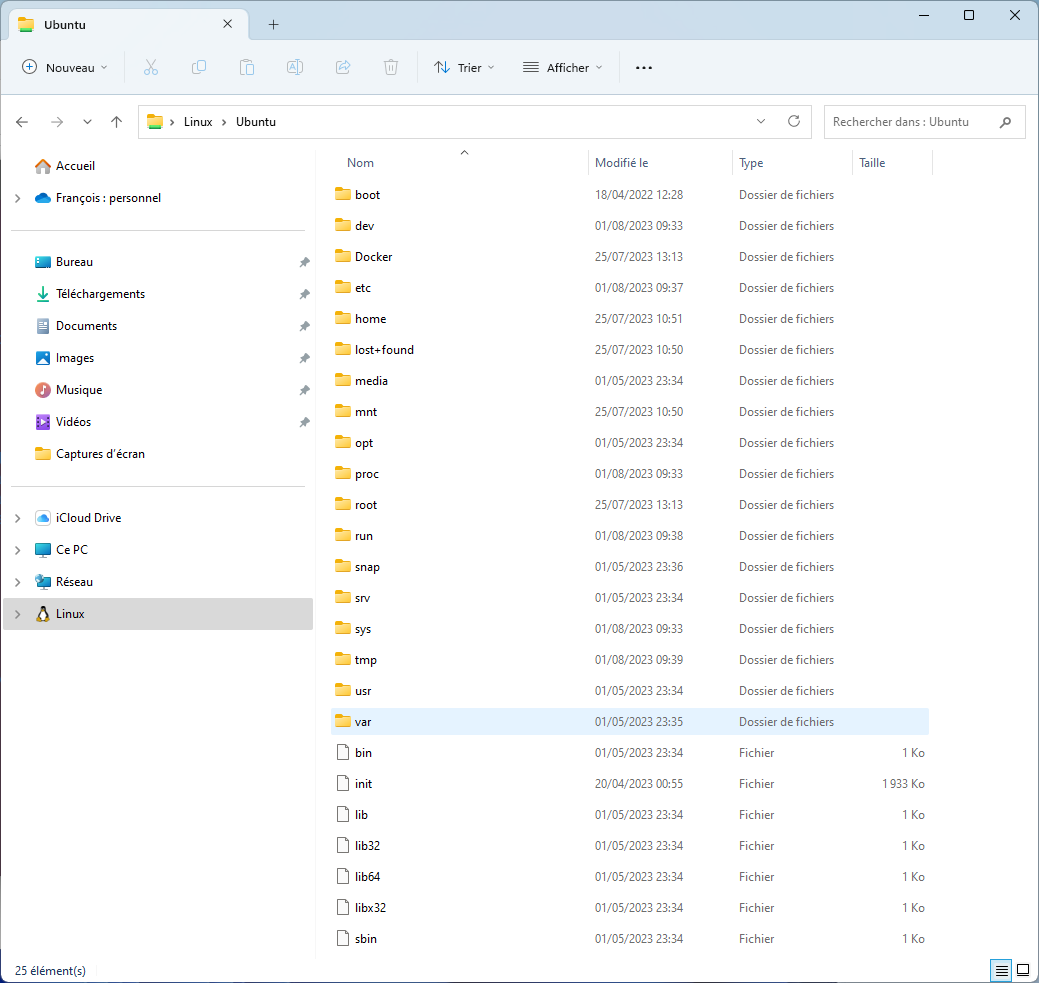 Ubuntu
Nouveau Trier Afficher
Linux Ubuntu Rechercher dans : Ubuntu
Accueil
François : personnel
Bureau
Téléchargements
Documents
Images
Musique
Vidéos
Captures d'écran
iCloud Drive
Ce PC
Réseau
Linux
Nom Modifié le Type Taille
boot 18/04/2022 12:28 Dossier de fichiers
dev 01/08/2023 09:33 Dossier de fichiers
Docker 25/07/2023 13:13 Dossier de fichiers
etc 01/08/2023 09:37 Dossier de fichiers
home 25/07/2023 10:51 Dossier de fichiers
lost+found 25/07/2023 10:50 Dossier de fichiers
media 01/05/2023 23:34 Dossier de fichiers
mnt 25/07/2023 10:50 Dossier de fichiers
opt 01/05/2023 23:34 Dossier de fichiers
proc 01/08/2023 09:33 Dossier de fichiers
root 25/07/2023 13:13 Dossier de fichiers
run 01/08/2023 09:38 Dossier de fichiers
snap 01/05/2023 23:36 Dossier de fichiers
srv 01/05/2023 23:34 Dossier de fichiers
sys 01/08/2023 09:33 Dossier de fichiers
tmp 01/08/2023 09:39 Dossier de fichiers
usr 01/05/2023 23:34 Dossier de fichiers
var 01/05/2023 23:35 Dossier de fichiers
bin 01/05/2023 23:34 Fichier 1 Ko
init 20/04/2023 00:55 Fichier 1 933 Ko
lib 01/05/2023 23:34 Fichier 1 Ko
lib32 01/05/2023 23:34 Fichier 1 Ko
lib64 01/05/2023 23:34 Fichier 1 Ko
libx32 01/05/2023 23:34 Fichier 1 Ko
sbin 01/05/2023 23:34 Fichier 1 Ko
25 élément(s)